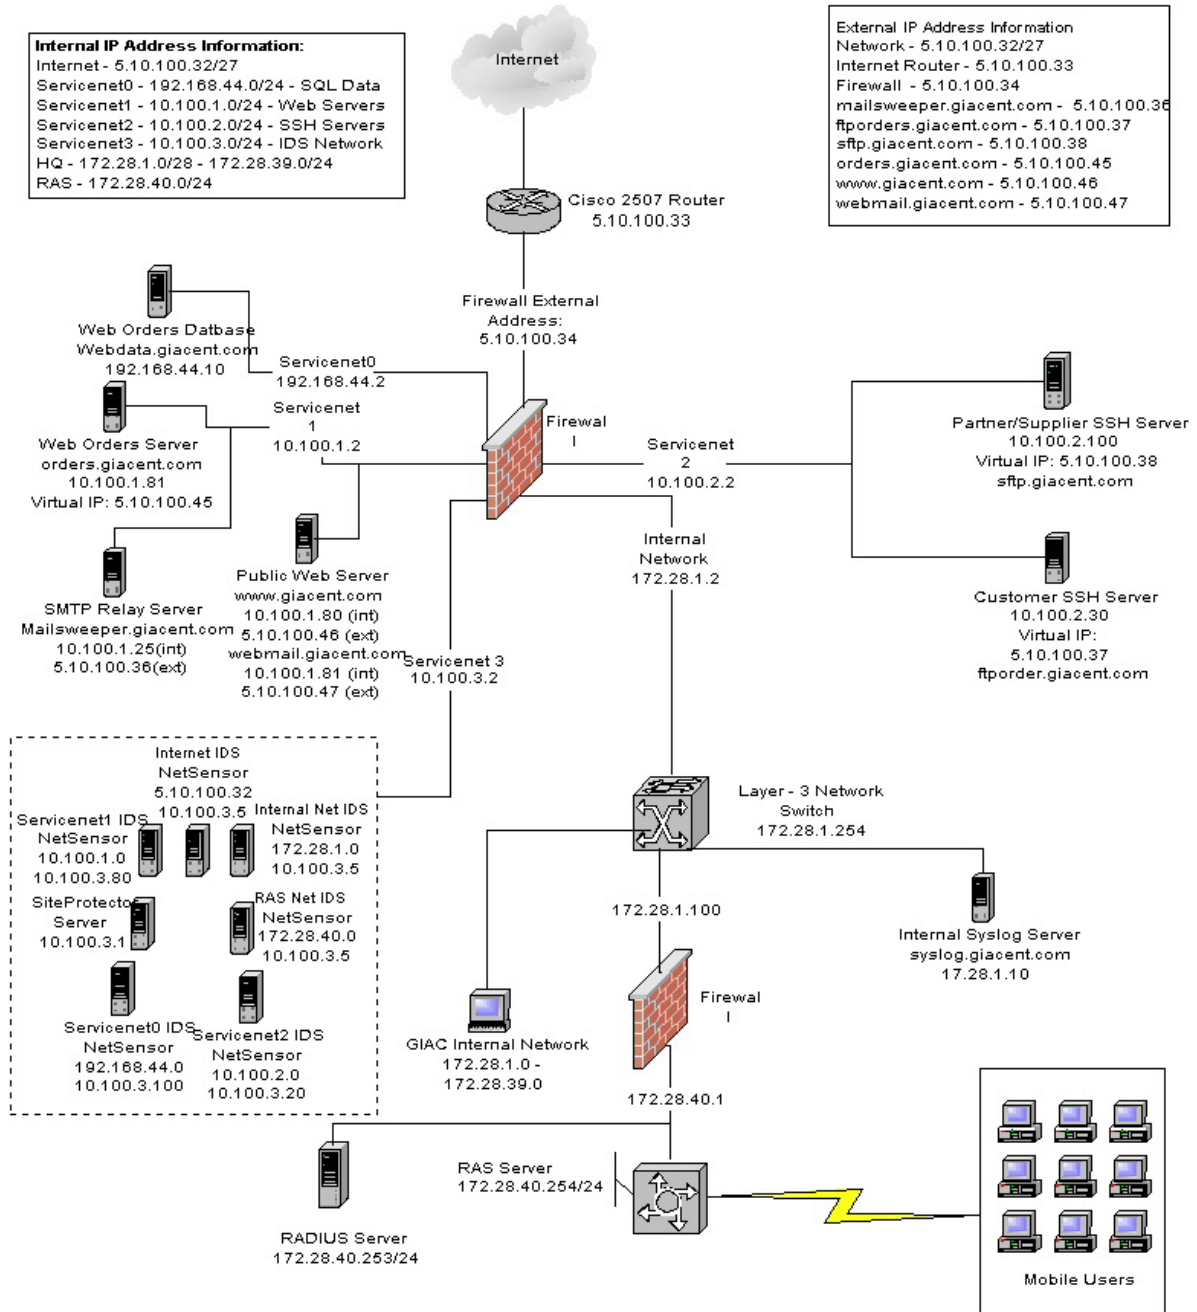 Internal IP Address Information:
Internet - 5.10.100.32/27
Servicenet0 - 192.168.44.0/24 - SQL Data
Servicenet1 - 10.100.1.0/24 - Web Servers
Servicenet2 - 10.100.2.0/24 - SSH Servers
Servicenet3 - 10.100.3.0/24 - IDS Network
HQ - 172.28.1.0/28 - 172.28.39.0/24
RAS - 172.28.40.0/24
Internet
External IP Address Information
Network - 5.10.100.32/27
Internet Router - 5.10.100.33
Firewall - 5.10.100.34
mailsweeper.giacent.com - 5.10.100.36
ftporders.giacent.com - 5.10.100.37
sftp.giacent.com - 5.10.100.38
orders.giacent.com - 5.10.100.45
www.giacent.com - 5.10.100.46
webmail.giacent.com - 5.10.100.47
Cisco 2507 Router
5.10.100.33
Firewall External
Address:
5.10.100.34
Web Orders Datbase
Webdata.giacent.com
192.168.44.10
Servicenet0
192.168.44.2
Servicenet
1
10.100.1.2
Web Orders Server
orders.giacent.com
10.100.1.81
Virtual IP: 5.10.100.45
Firewal
l
Servicenet
2
10.100.2.2
Partner/Supplier SSH Server
10.100.2.100
Virtual IP: 5.10.100.38
sftp.giacent.com
Internal
Network
172.28.1.2
SMTP Relay Server
Mailsweeper.giacent.com
10.100.1.25(int)
5.10.100.36(ext)
Public Web Server
www.giacent.com
10.100.1.80 (int)
5.10.100.46 (ext)
webmail.giacent.com
10.100.1.81 (int)
5.10.100.47 (ext)
Servicenet 3
10.100.3.2
Customer SSH Server
10.100.2.30
Virtual IP:
5.10.100.37
ftporder.giacent.com
Internet IDS
NetSensor
5.10.100.32
10.100.3.5
Servicenet1 IDS
NetSensor
10.100.1.0
10.100.3.80
Internal Net IDS
NetSensor
172.28.1.0
10.100.3.5
SiteProtector
Server
10.100.3.1
RAS Net IDS
NetSensor
172.28.40.0
10.100.3.5
Servicenet0 IDS
NetSensor
192.168.44.0
10.100.3.100
Servicenet2 IDS
NetSensor
10.100.2.0
10.100.3.20
Layer - 3 Network
Switch
172.28.1.254
172.28.1.100
Internal Syslog Server
syslog.giacent.com
17.28.1.10
GIAC Internal Network
172.28.1.0 -
172.28.39.0
Firewal
l
172.28.40.1
RAS Server
172.28.40.254/24
RADIUS Server
172.28.40.253/24
Mobile Users